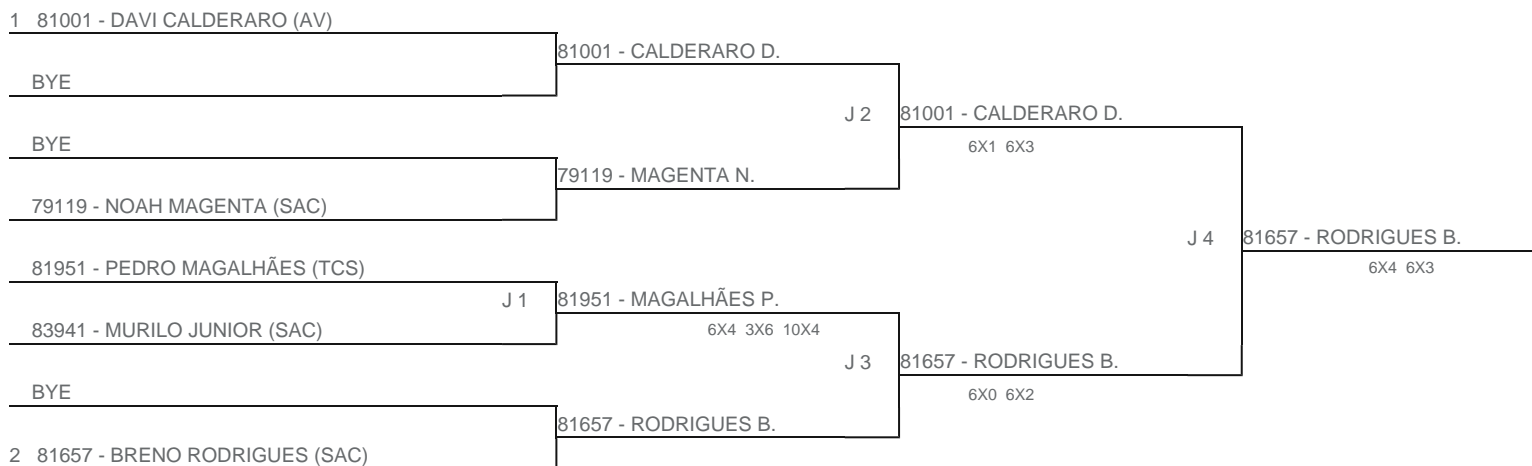 1 81001 - DAVI CALDERARO (AV)
81001 - CALDERARO D.
BYE
J 2
81001 - CALDERARO D.
6X1 6X3
BYE
79119 - MAGENTA N.
79119 - NOAH MAGENTA (SAC)
J 4
81657 - RODRIGUES B.
6X4 6X3
81951 - PEDRO MAGALHÃES (TCS)
J 1
81951 - MAGALHÃES P.
6X4 3X6 10X4
83941 - MURILO JUNIOR (SAC)
J 3
81657 - RODRIGUES B.
6X0 6X2
BYE
81657 - RODRIGUES B.
2 81657 - BRENO RODRIGUES (SAC)